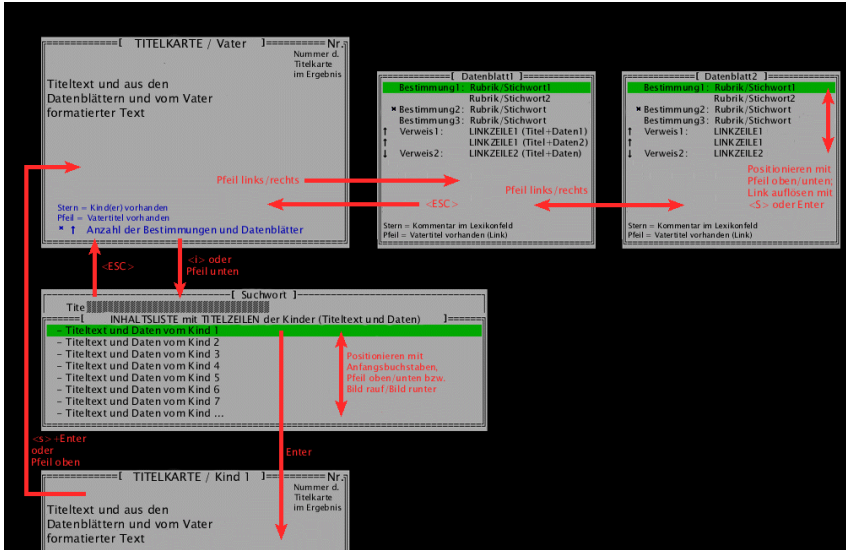 [ TITELKARTE / Vater ] Nr.
Nummer d.
Titelkarte
im Ergebnis
Titeltext und aus den
Datenblättern und vom Vater
formatierter Text
Stern = Kind(er) vorhanden
Pfeil = Vatertitel vorhanden
* ↑ Anzahl der Bestimmungen und Datenblätter
Pfeil links/rechts
<ESC>
[ Datenblatt1 ]
Bestimmung1: Rubrik/Stichwort1
Rubrik/Stichwort2
* Bestimmung2: Rubrik/Stichwort
Bestimmung3: Rubrik/Stichwort
↑ Verweis1: LINKZEILE1 (Titel+Daten1)
↑ LINKZEILE1 (Titel+Daten2)
↓ Verweis2: LINKZEILE2 (Titel+Daten)
Stern = Kommentar im Lexikonfeld
Pfeil = Vatertitel vorhanden (Link)
Pfeil links/rechts
[ Datenblatt2 ]
Bestimmung1: Rubrik/Stichwort1
Rubrik/Stichwort2
* Bestimmung2: Rubrik/Stichwort
Bestimmung3: Rubrik/Stichwort
↑ Verweis1: LINKZEILE1
↑ LINKZEILE1
↓ Verweis2: LINKZEILE2
Positionieren mit
Pfeil oben/unten;
Link auflösen mit
<S> oder Enter
Stern = Kommentar im Lexikonfeld
Pfeil = Vatertitel vorhanden (Link)
<ESC>
<i> oder
Pfeil unten
[ Suchwort ]
Tite
[ INHALTSLISTE mit TITELZEILEN der Kinder (Titeltext und Daten) ]
– Titeltext und Daten vom Kind 1
– Titeltext und Daten vom Kind 2
– Titeltext und Daten vom Kind 3
– Titeltext und Daten vom Kind 4
– Titeltext und Daten vom Kind 5
– Titeltext und Daten vom Kind 6
– Titeltext und Daten vom Kind 7
– Titeltext und Daten vom Kind ...
Positionieren mit
Anfangsbuchstaben,
Pfeil oben/unten bzw.
Bild rauf/Bild runter
<s>+Enter
oder
Pfeil oben
Enter
[ TITELKARTE / Kind 1 ] Nr.
Nummer d.
Titelkarte
im Ergebnis
Titeltext und aus den
Datenblättern und vom Vater
formatierter Text